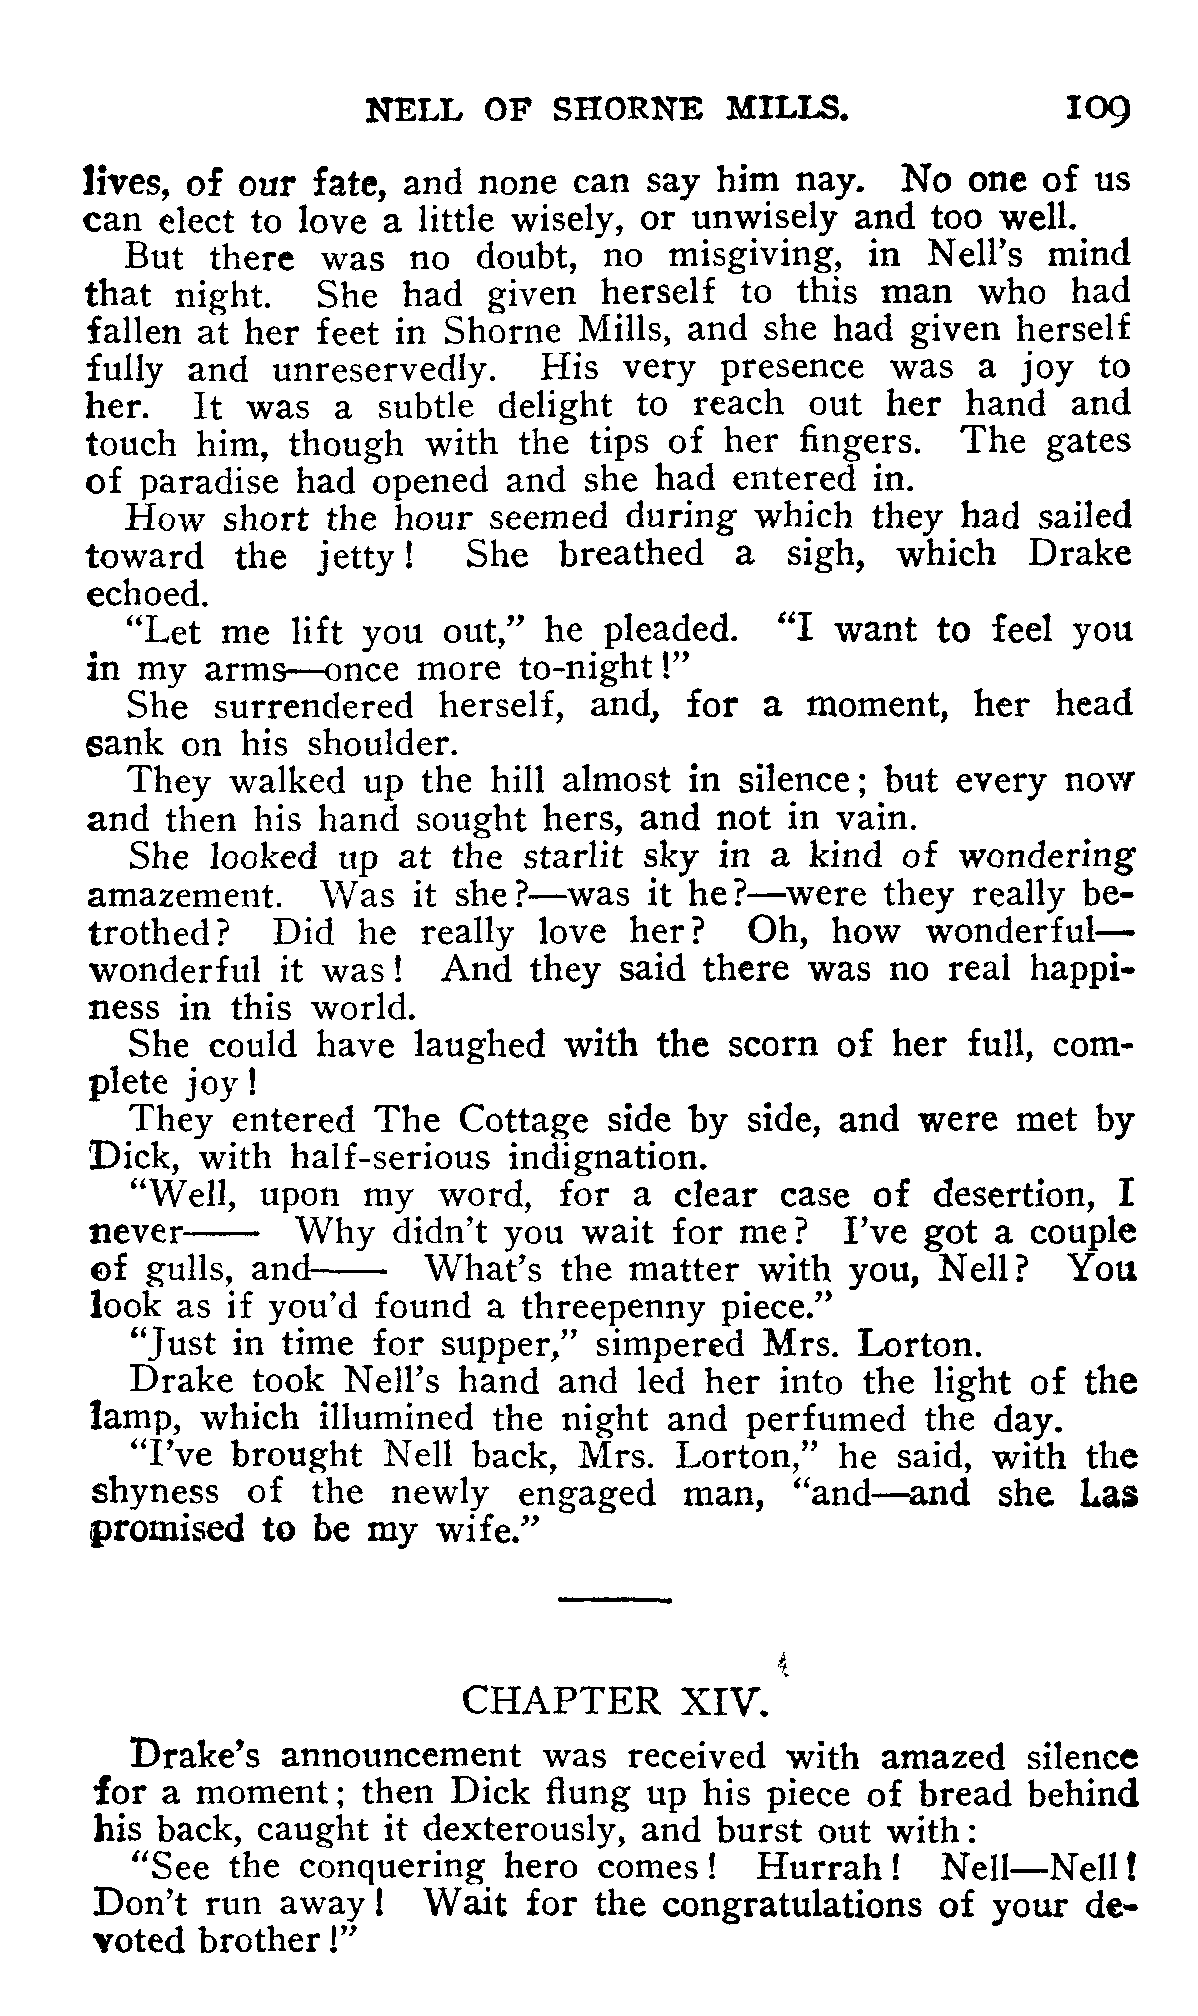 NELL OF SHORNE MILLS. 109
lives, of our fate, and none can say him nay. No one of us
can elect to love a little wisely, or unwisely and too well.
But there was no doubt, no misgiving, in Nell's mind
that night. She had given herself to this man who had
fallen at her feet in Shorne Mills, and she had given herself
fully and unreservedly. His very presence was a joy to
her. It was a subtle delight to reach out her hand and
touch him, though with the tips of her fingers. The gates
of paradise had opened and she had entered in.
How short the hour seemed during which they had sailed
toward the jetty! She breathed a sigh, which Drake
echoed.
"Let me lift you out," he pleaded. "I want to feel you
in my arms—once more to-night!"
She surrendered herself, and, for a moment, her head
sank on his shoulder.
They walked up the hill almost in silence; but every now
and then his hand sought hers, and not in vain.
She looked up at the starlit sky in a kind of wondering
amazement. Was it she?—was it he?—were they really be-
trothed? Did he really love her? Oh, how wonderful—
wonderful it was! And they said there was no real happi-
ness in this world.
She could have laughed with the scorn of her full, com-
plete joy!
They entered The Cottage side by side, and were met by
Dick, with half-serious indignation.
"Well, upon my word, for a clear case of desertion, I
never—— Why didn't you wait for me? I've got a couple
of gulls, and—— What's the matter with you, Nell? You
look as if you'd found a threepenny piece."
"Just in time for supper," simpered Mrs. Lorton.
Drake took Nell's hand and led her into the light of the
lamp, which illumined the night and perfumed the day.
"I've brought Nell back, Mrs. Lorton," he said, with the
shyness of the newly engaged man, "and—and she has
promised to be my wife."
CHAPTER XIV.
Drake's announcement was received with amazed silence
for a moment; then Dick flung up his piece of bread behind
his back, caught it dexterously, and burst out with:
"See the conquering hero comes! Hurrah! Nell—Nell!
Don't run away! Wait for the congratulations of your de-
voted brother!"